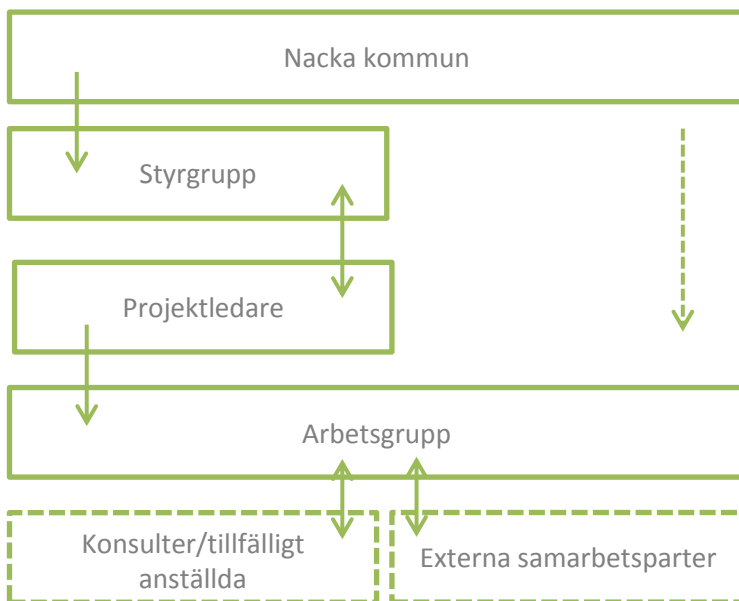 Nacka kommun
Styrgrupp
Projektledare
Arbetsgrupp
Konsulter/tillfälligt
anställda
Externa samarbetsparter